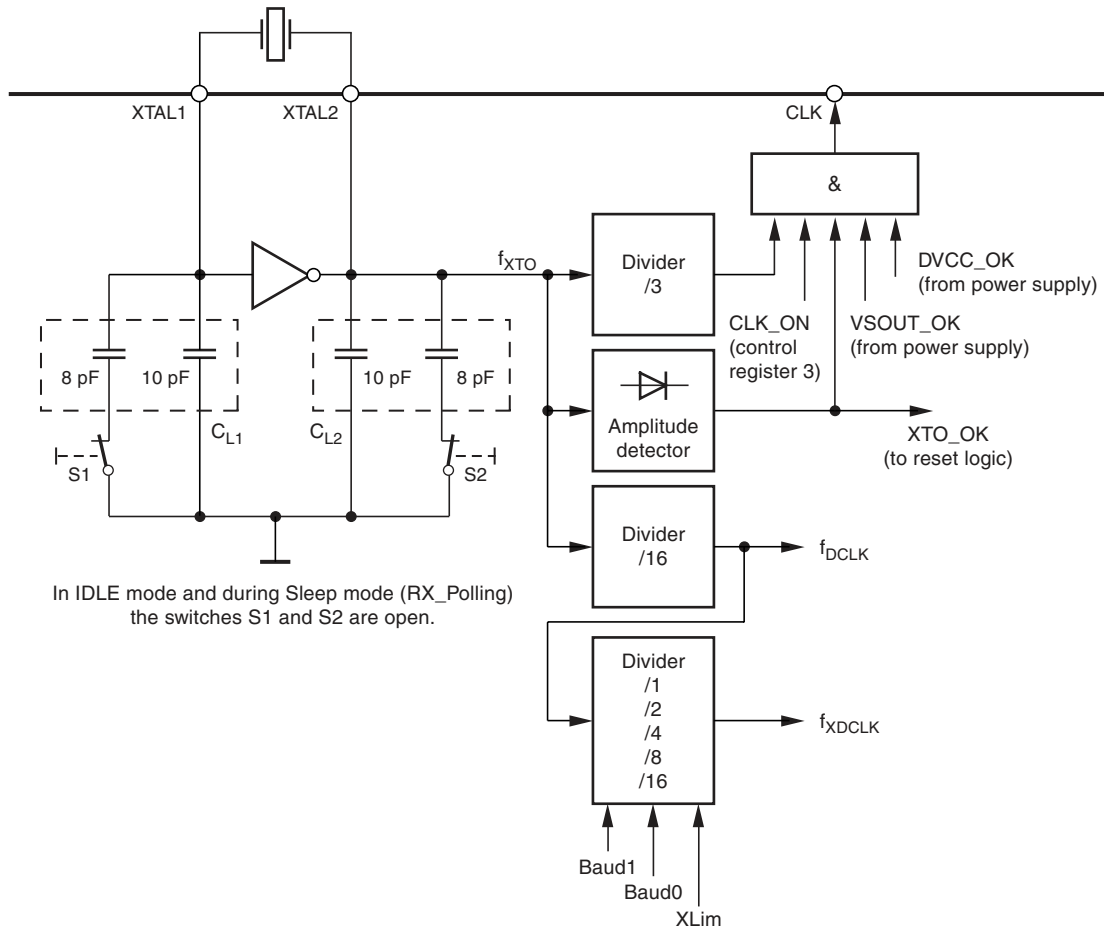 XTAL1
XTAL2
CLK
&
DVCC_OK
(from power supply)
VSOUT_OK
(from power supply)
CLK_ON
(control
register 3)
fXTO
Divider
/3
8 pF
10 pF
10 pF
8 pF
CL1
CL2
S1
S2
Amplitude
detector
XTO_OK
(to reset logic)
Divider
/16
fDCLK
In IDLE mode and during Sleep mode (RX_Polling)
the switches S1 and S2 are open.
Divider
/1
/2
/4
/8
/16
fXDCLK
Baud1
Baud0
XLim